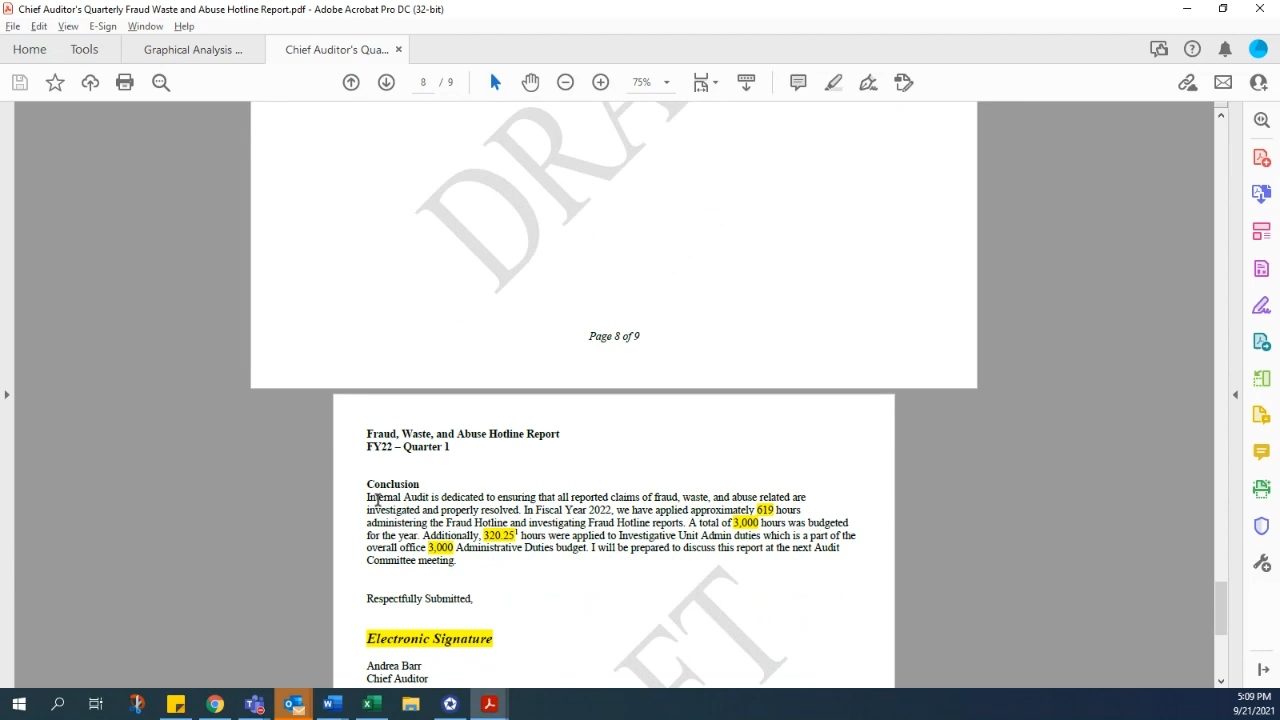 Chief Auditor's Quarterly Fraud Waste and Abuse Hotline Report.pdf - Adobe Acrobat Pro DC (32-bit)
File Edit View E-Sign Window Help
Home Tools Graphical Analysis ... Chief Auditor's Qua... ×
8 / 9 75%
DRA
Page 8 of 9
Fraud, Waste, and Abuse Hotline Report
FY22 – Quarter 1
Conclusion
Internal Audit is dedicated to ensuring that all reported claims of fraud, waste, and abuse related are
investigated and properly resolved. In Fiscal Year 2022, we have applied approximately 619 hours
administering the Fraud Hotline and investigating Fraud Hotline reports. A total of 3,000 hours was budgeted
for the year. Additionally, 320.25¹ hours were applied to Investigative Unit Admin duties which is a part of the
overall office 3,000 Administrative Duties budget. I will be prepared to discuss this report at the next Audit
Committee meeting.
Respectfully Submitted,
Electronic Signature
FT
Andrea Barr
Chief Auditor
5:09 PM
9/21/2021